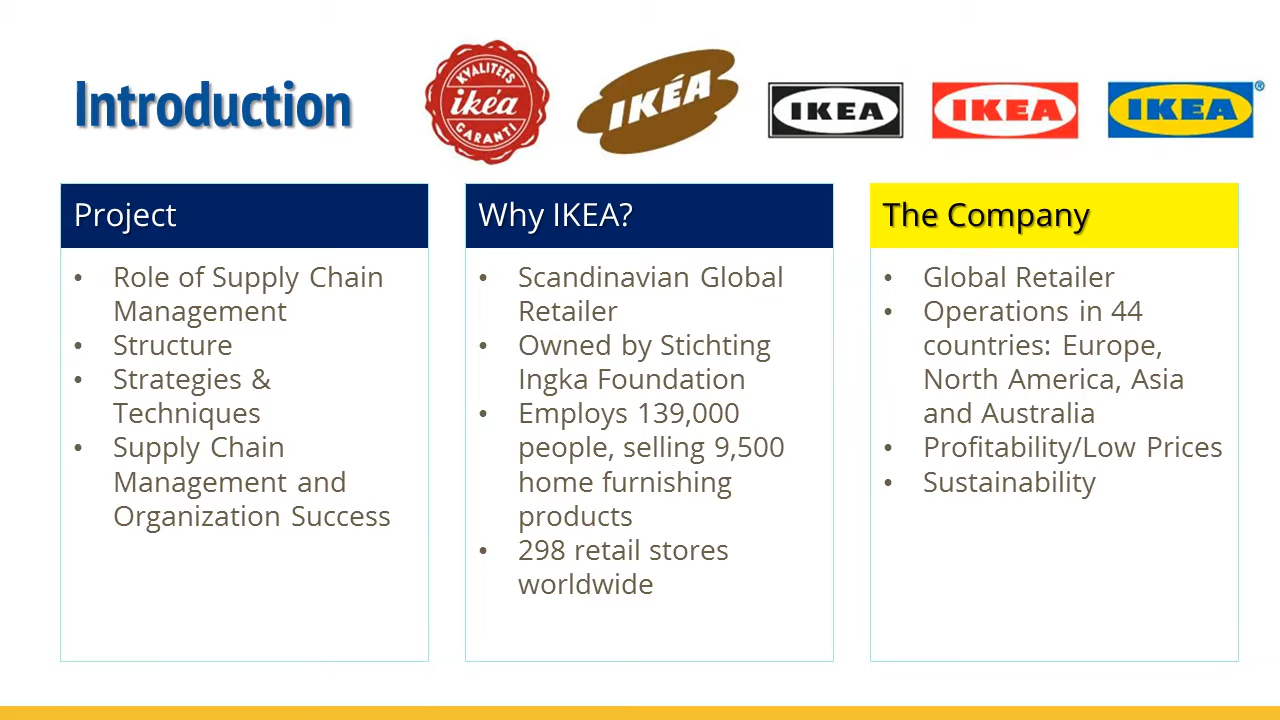 Introduction
KVALITETS
ikéa
GARANTI
IKÉA
IKEA
IKEA
IKEA®
Project
• Role of Supply Chain
Management
• Structure
• Strategies &
Techniques
• Supply Chain
Management and
Organization Success
Why IKEA?
• Scandinavian Global
Retailer
• Owned by Stichting
Ingka Foundation
• Employs 139,000
people, selling 9,500
home furnishing
products
• 298 retail stores
worldwide
The Company
• Global Retailer
• Operations in 44
countries: Europe,
North America, Asia
and Australia
• Profitability/Low Prices
• Sustainability